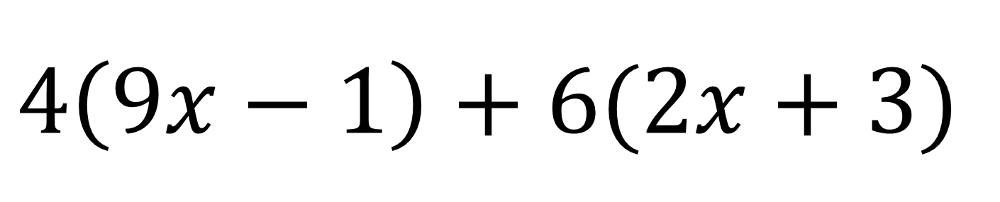 4(9x − 1) + 6(2x + 3)